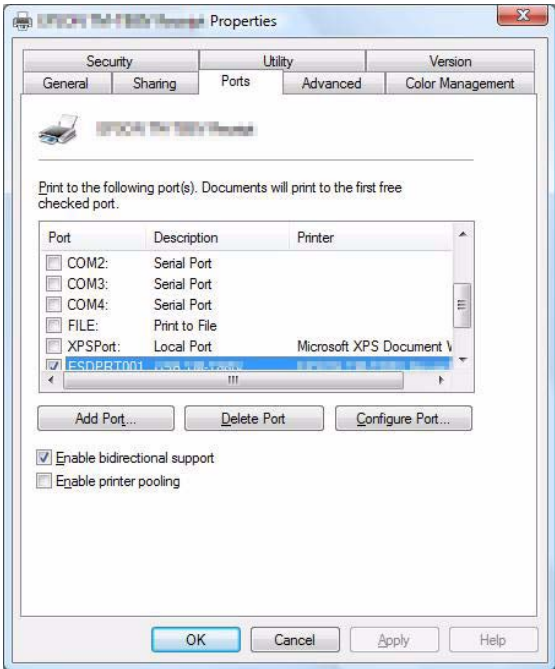 Properties
Security Utility Version
General Sharing Ports Advanced Color Management
Print to the following port(s). Documents will print to the first free
checked port.
Port Description Printer
COM2: Serial Port
COM3: Serial Port
COM4: Serial Port
FILE: Print to File
XPSPort: Local Port Microsoft XPS Document
ESDPRT001
Add Port... Delete Port Configure Port...
Enable bidirectional support
Enable printer pooling
OK Cancel Apply Help